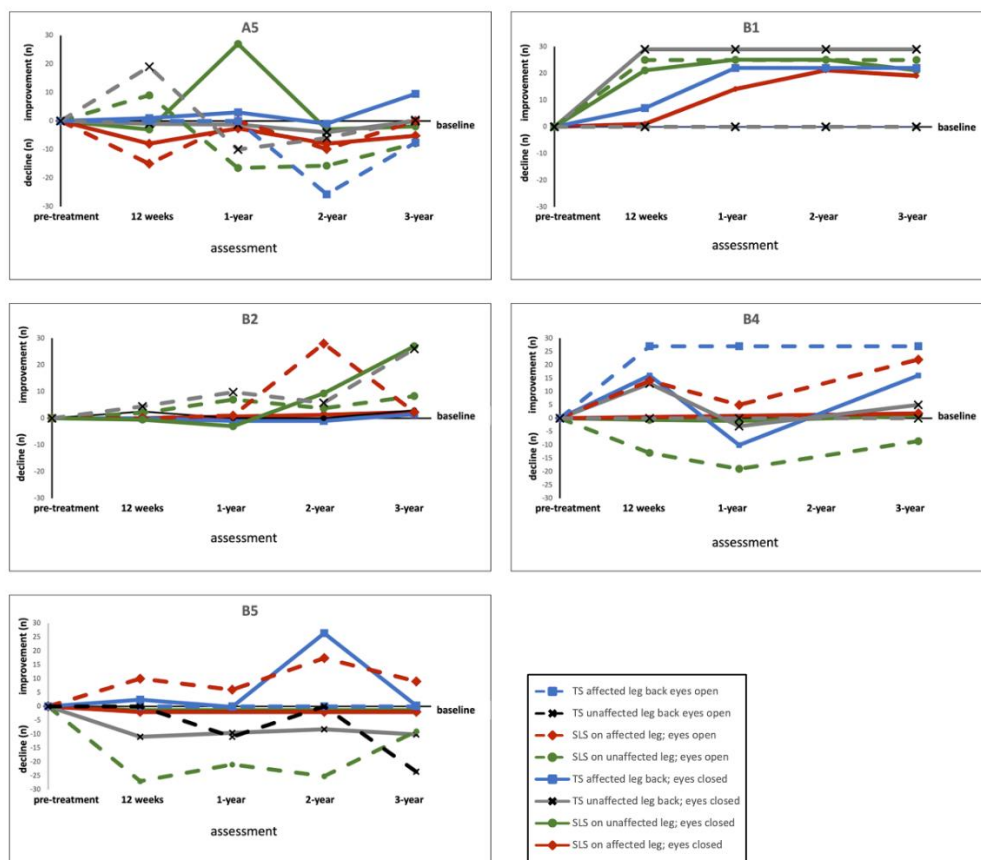 A5
improvement (n)
decline (n)
30
20
10
0
-10
-20
-30
baseline
pre-treatment 12 weeks 1-year 2-year 3-year
assessment
B1
improvement (n)
decline (n)
30
20
10
0
-10
-20
-30
baseline
pre-treatment 12 weeks 1-year 2-year 3-year
assessment
B2
improvement (n)
decline (n)
30
20
10
0
-10
-20
-30
baseline
pre-treatment 12 weeks 1-year 2-year 3-year
assessment
B4
improvement (n)
decline (n)
30
25
20
15
10
5
0
-5
-10
-15
-20
-25
-30
baseline
pre-treatment 12 weeks 1-year 2-year 3-year
assessment
B5
improvement (n)
decline (n)
30
25
20
15
10
5
0
-5
-10
-15
-20
-25
-30
baseline
pre-treatment 12 weeks 1-year 2-year 3-year
assessment
TS affected leg back eyes open
TS unaffected leg back eyes open
SLS on affected leg; eyes open
SLS on unaffected leg; eyes open
TS affected leg back; eyes closed
TS unaffected leg back; eyes closed
SLS on unaffected leg; eyes closed
SLS on affected leg; eyes closed